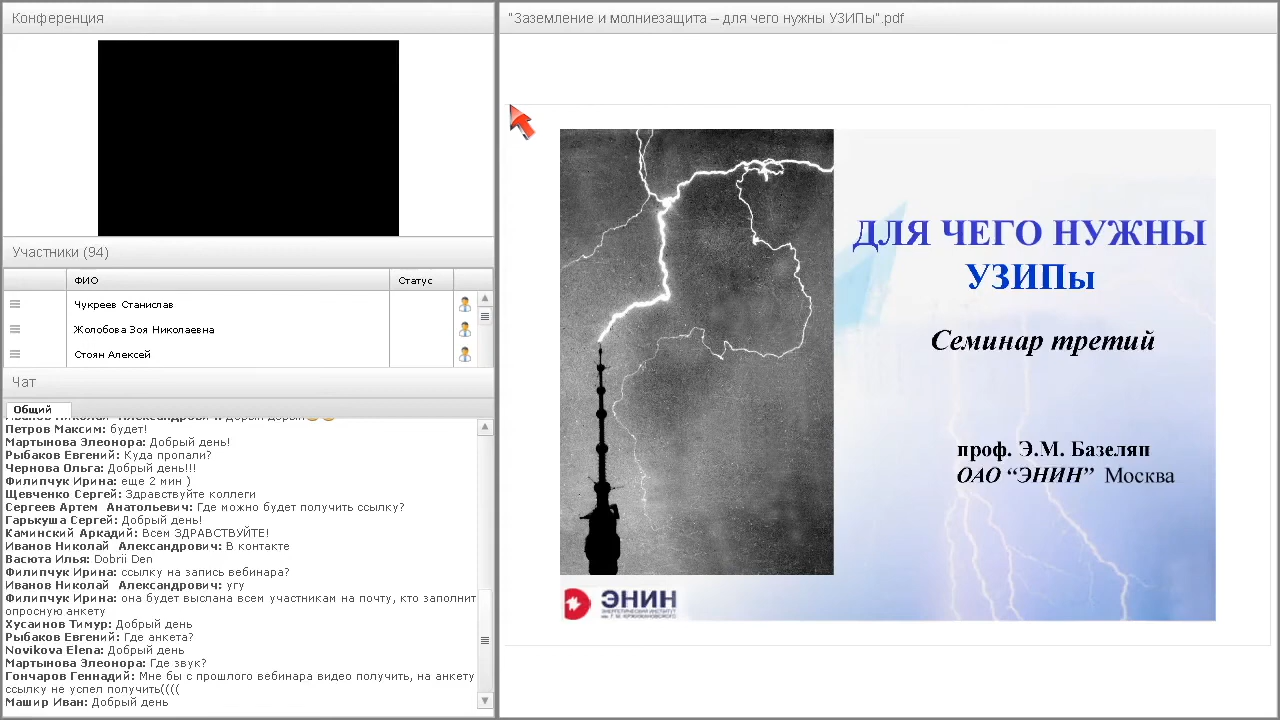 Конференция
Участники (94)
ФИО
Статус
Чукреев Станислав
Жолобова Зоя Николаевна
Стоян Алексей
Чат
Общий
Петров Максим: будет!
Мартынова Элеонора: Добрый день!
Рыбаков Евгений: Куда пропали?
Чернова Ольга: Добрый день!!!
Филипчук Ирина: еще 2 мин )
Щевченко Сергей: Здравствуйте коллеги
Сергеев Артем Анатольевич: Где можно будет получить ссылку?
Гарькуша Сергей: Добрый день!
Каминский Аркадий: Всем ЗДРАВСТВУЙТЕ!
Иванов Николай Александрович: В контакте
Васюта Илья: Dobrii Den
Филипчук Ирина: ссылку на запись вебинара?
Иванов Николай Александрович: угу
Филипчук Ирина: она будет выслана всем участникам на почту, кто заполнит
опросную анкету
Хусаинов Тимур: Добрый день
Рыбаков Евгений: Где анкета?
Novikova Elena: Добрый день
Мартынова Элеонора: Где звук?
Гончаров Геннадий: Мне бы с прошлого вебинара видео получить, на анкету
ссылку не успел получить((((
Машир Иван: Добрый день
"Заземление и молниезащита – для чего нужны УЗИПы".pdf
ДЛЯ ЧЕГО НУЖНЫ
УЗИПы
Семинар третий
проф. Э.М. Базелян
ОАО “ЭНИН” Москва
ЭНИН
ЭНЕРГЕТИЧЕСКИЙ ИНСТИТУТ
им. Г.М. КРЖИЖАНОВСКОГО